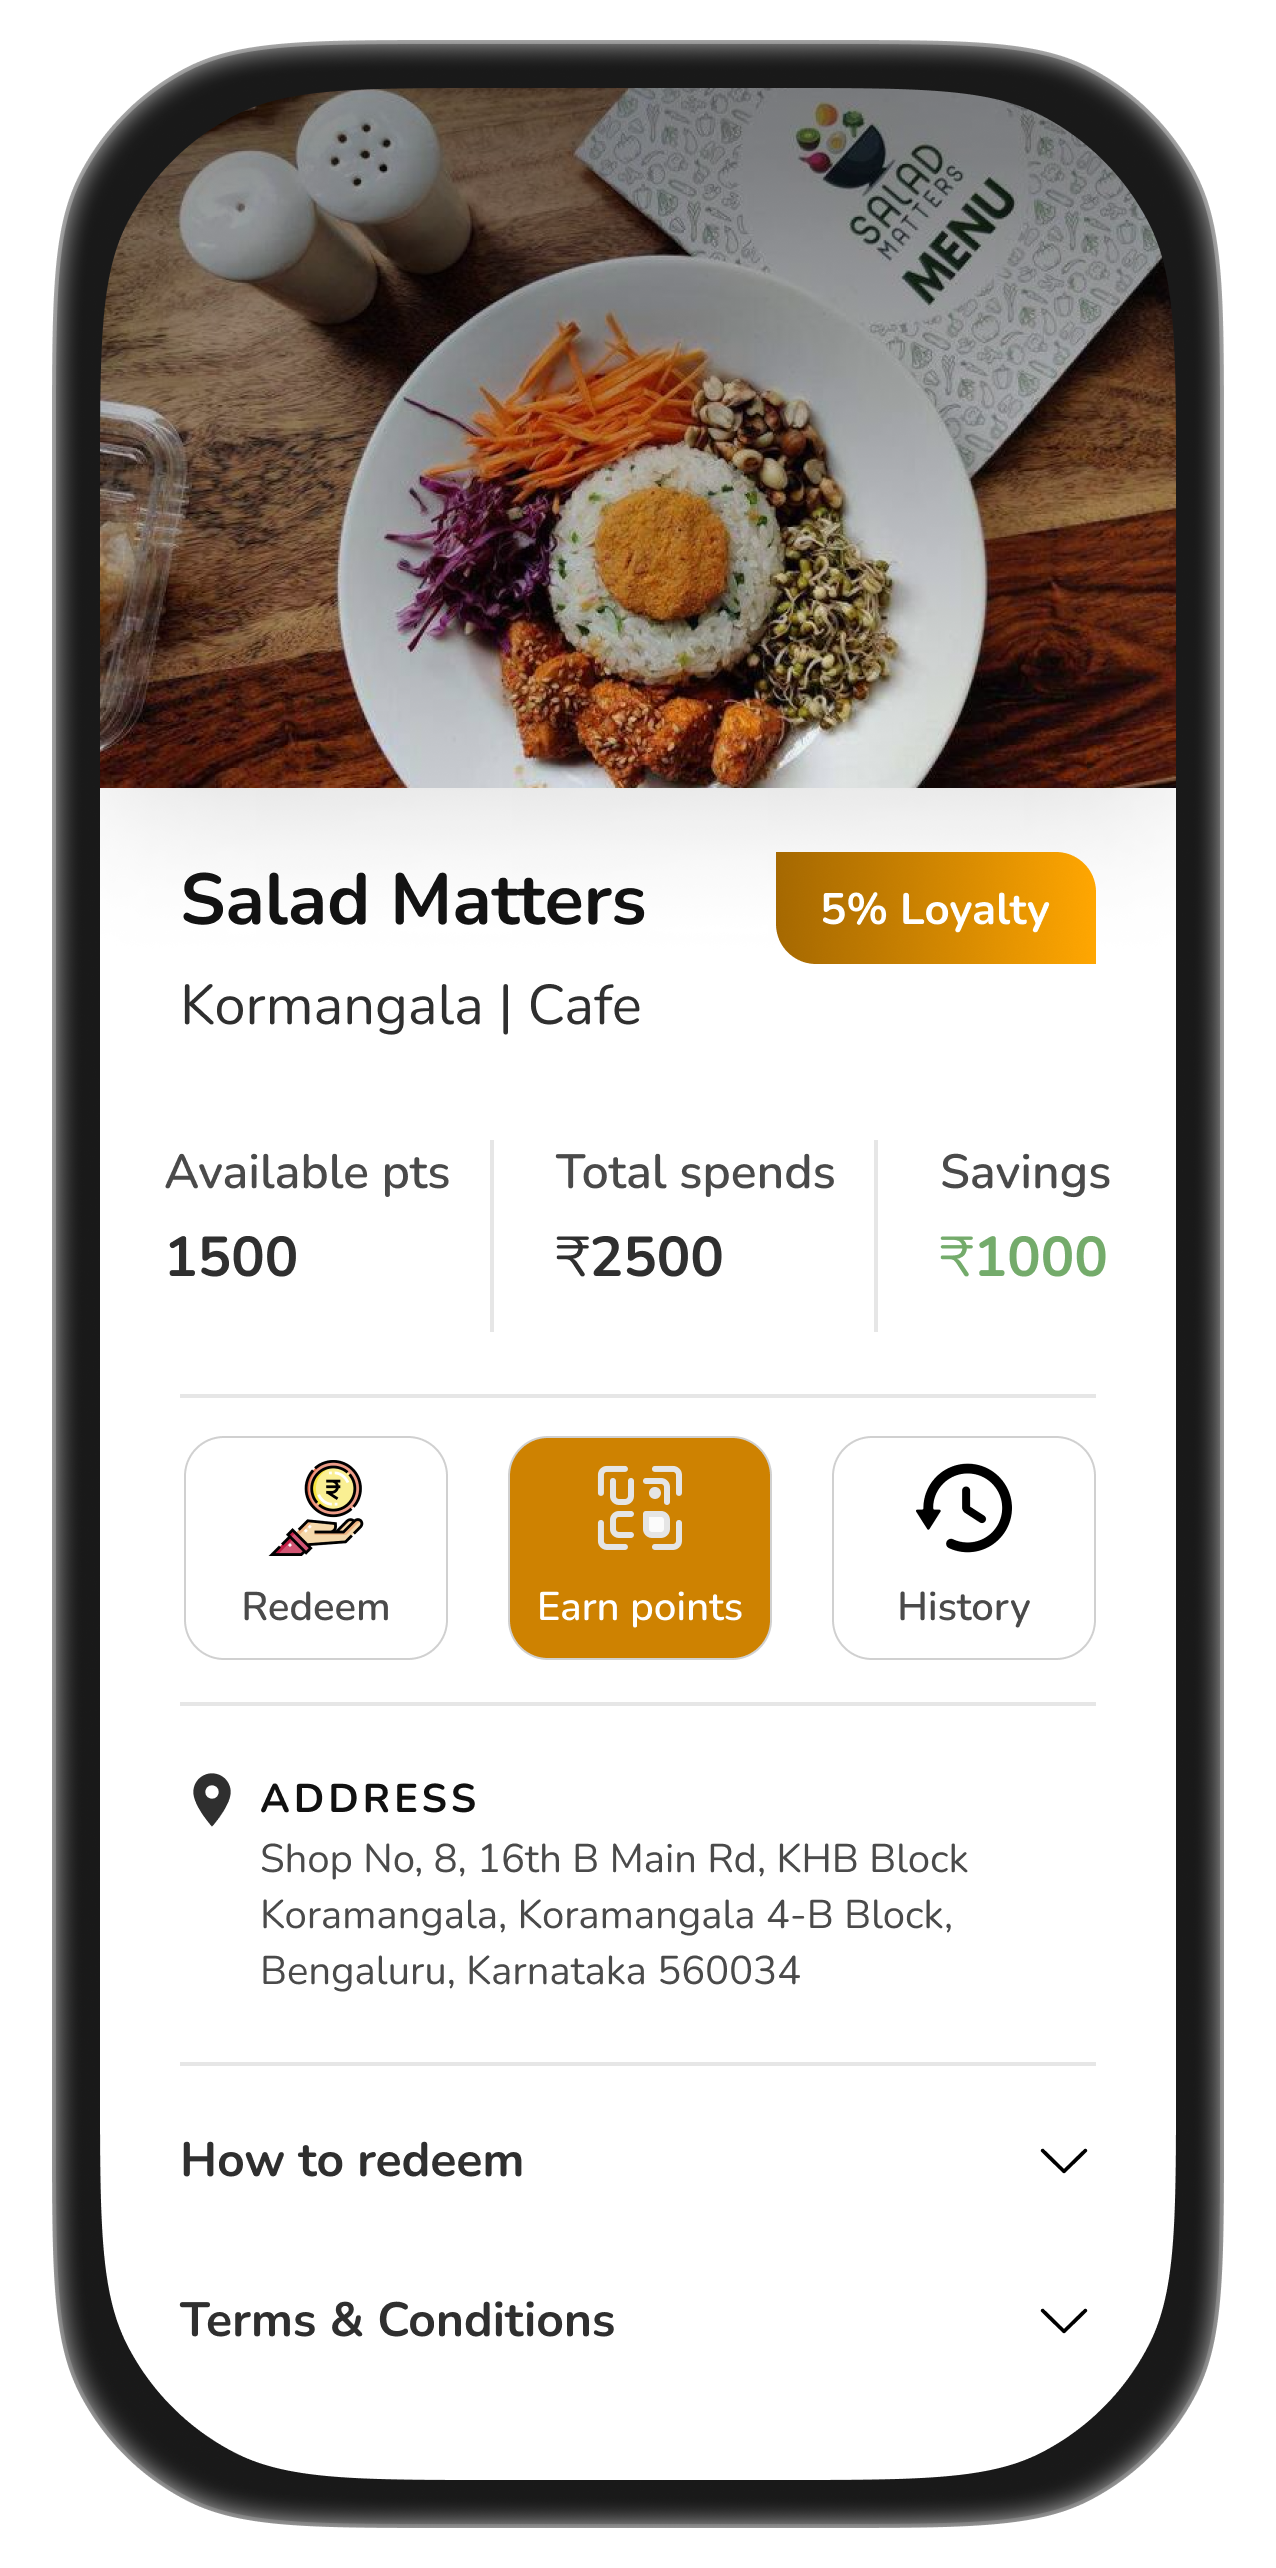 SALAD
MATTERS
MENU
Salad Matters
5% Loyalty
Kormangala | Cafe
Available pts
Total spends
Savings
1500
₹2500
₹1000
₹
Redeem
Earn points
History
ADDRESS
Shop No, 8, 16th B Main Rd, KHB Block
Koramangala, Koramangala 4-B Block,
Bengaluru, Karnataka 560034
How to redeem
Terms & Conditions